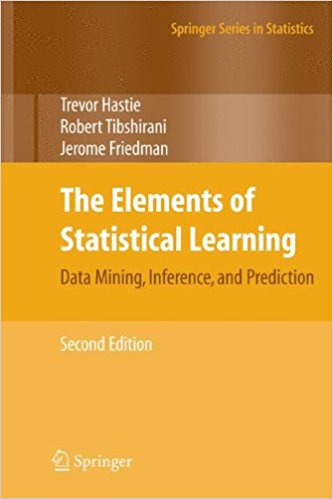 Springer Series in Statistics
Trevor Hastie
Robert Tibshirani
Jerome Friedman
The Elements of
Statistical Learning
Data Mining, Inference, and Prediction
Second Edition
Springer